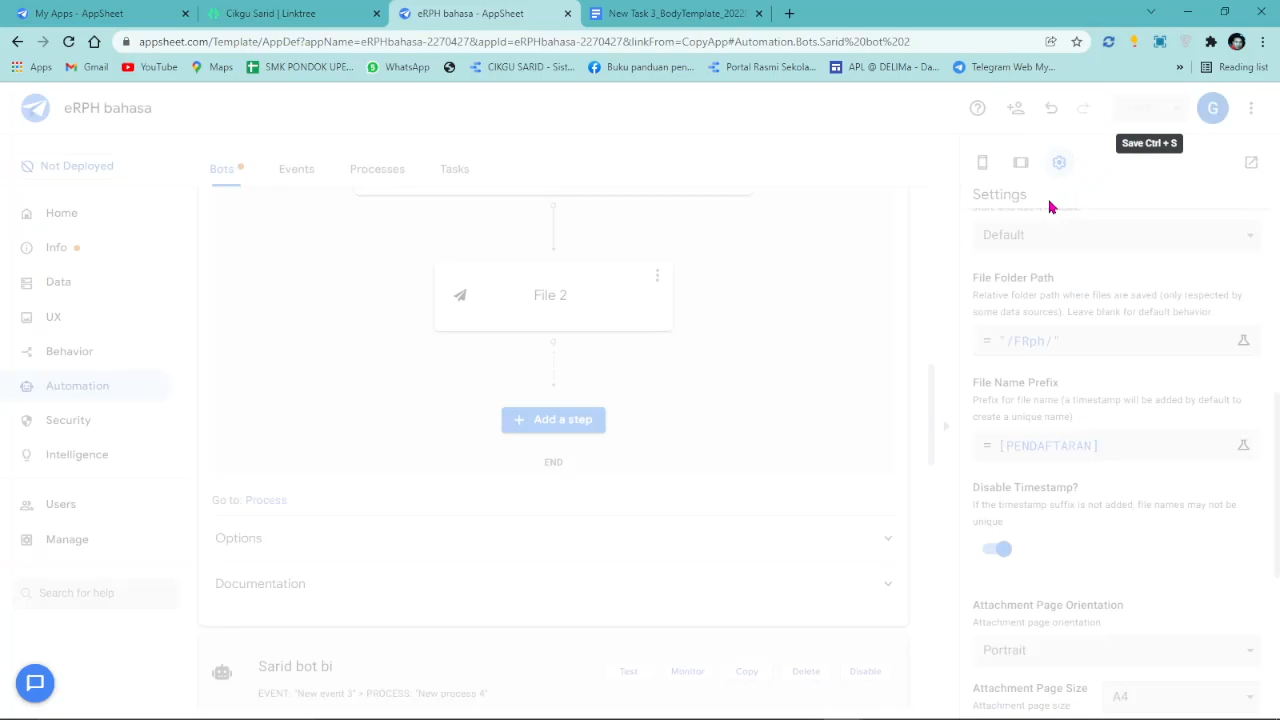 My Apps - AppSheet
Sarid Template -
eRPH bahasa - AppSheet
New Task 3_BodyTemplate_202
appsheet.com/Template/AppDef?appName=eRPHbahasa-2270427&appId=eRPHbahasa-2270427&linkFrom=CopyApp#Automation.Bots.Sarid%20bot%202
Apps
Gmail
YouTube
Maps
SMK PONDOK UPE...
WhatsApp
CIKGU SARID - Sist...
Buku panduan pen...
Portal Rasmi Sekola...
APL @ DELIMa - Da...
Telegram Messeng...
»
Reading list
eRPH bahasa
G
Save Ctrl + S
Not Deployed
Bots
Events
Processes
Tasks
Settings
Home
Info
Data
UX
Behavior
Automation
Security
Intelligence
Users
Manage
Search for help
File 2
+ Add a step
END
Go to: Process
Options
Documentation
Sarid bot bi
Test
Monitor
Copy
Delete
Disable
EVENT: "New event 3" » PROCESS: "New process 4"
Default
File Folder Path
Relative folder path where files are saved (only respected by
some data sources). Leave blank for default behavior.
= "/FRph/"
File Name Prefix
Prefix for file name (a timestamp will be added by default to
create a unique name)
= [PENDAFTARAN]
Disable Timestamp?
If the timestamp suffix is not added, file names may not be
unique
Attachment Page Orientation
Attachment page orientation
Portrait
Attachment Page Size
Attachment page size
A4